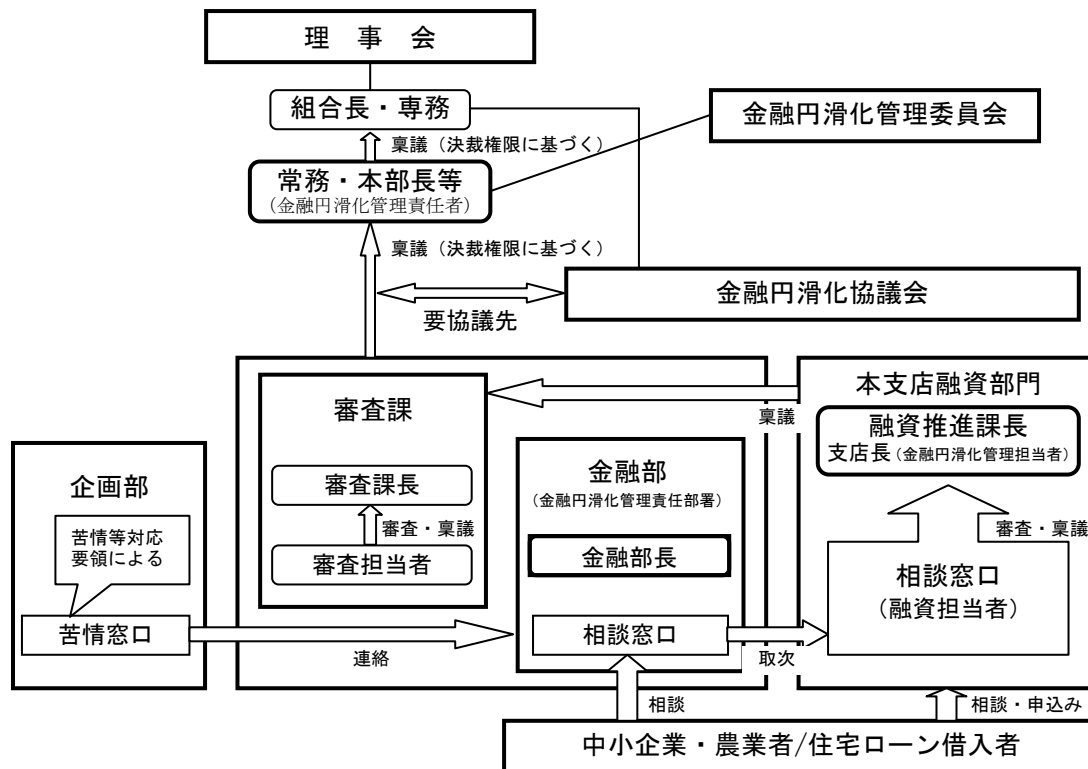 理　事　会
組合長・専務
金融円滑化管理委員会
稟議（決裁権限に基づく）
常務・本部長等
（金融円滑化管理責任者）
稟議（決裁権限に基づく）
金融円滑化協議会
要協議先
本支店融資部門
審査課
稟議
融資推進課長
支店長（金融円滑化管理担当者）
企画部
金融部
（金融円滑化管理責任部署）
審査課長
苦情等対応
要領による
審査・稟議
審査・稟議
金融部長
審査担当者
相談窓口
（融資担当者）
苦情窓口
相談窓口
連絡
取次
相談
相談・申込み
中小企業・農業者/住宅ローン借入者